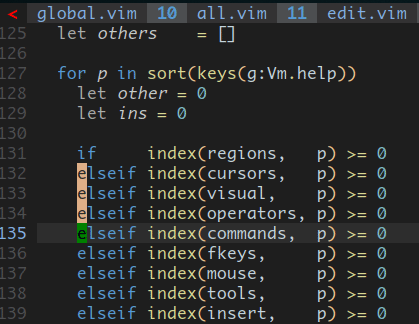 < global.vim 10 all.vim 11 edit.vim
125 let others = []
126
127 for p in sort(keys(g:Vm.help))
128 let other = 0
129 let ins = 0
130
131 if index(regions, p) >= 0
132 elseif index(cursors, p) >= 0
133 elseif index(visual, p) >= 0
134 elseif index(operators, p) >= 0
135 elseif index(commands, p) >= 0
136 elseif index(fkeys, p) >= 0
137 elseif index(mouse, p) >= 0
138 elseif index(tools, p) >= 0
139 elseif index(insert, p) >= 0